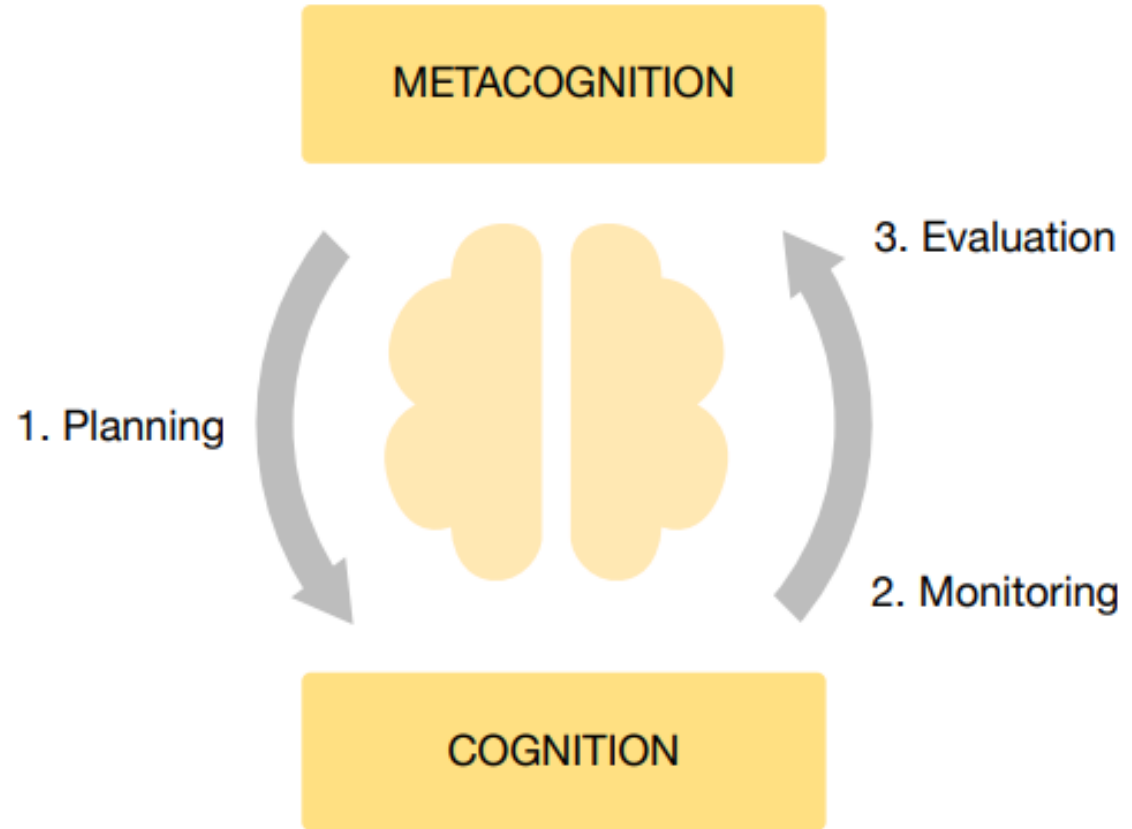 METACOGNITION
3. Evaluation
1. Planning
2. Monitoring
COGNITION